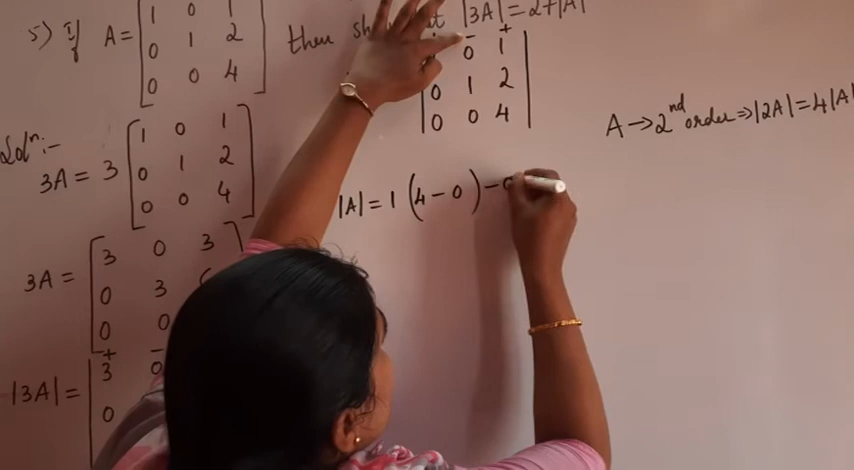 5) If A = [ 1 0 1
0 1 2
0 0 4 ] then |3A| = 27|A|
Soln:-
3A = 3 [ 1 0 1
0 1 2
0 0 4 ]
3A = [ 3 0 3
0 3
0 0
|3A| = | + −
3 0
0
− +
0 1
0 1 2
0 0 4 |
|A| = 1 (4 − 0) − 0
A → 2nd order ⇒ |2A| = 4|A|